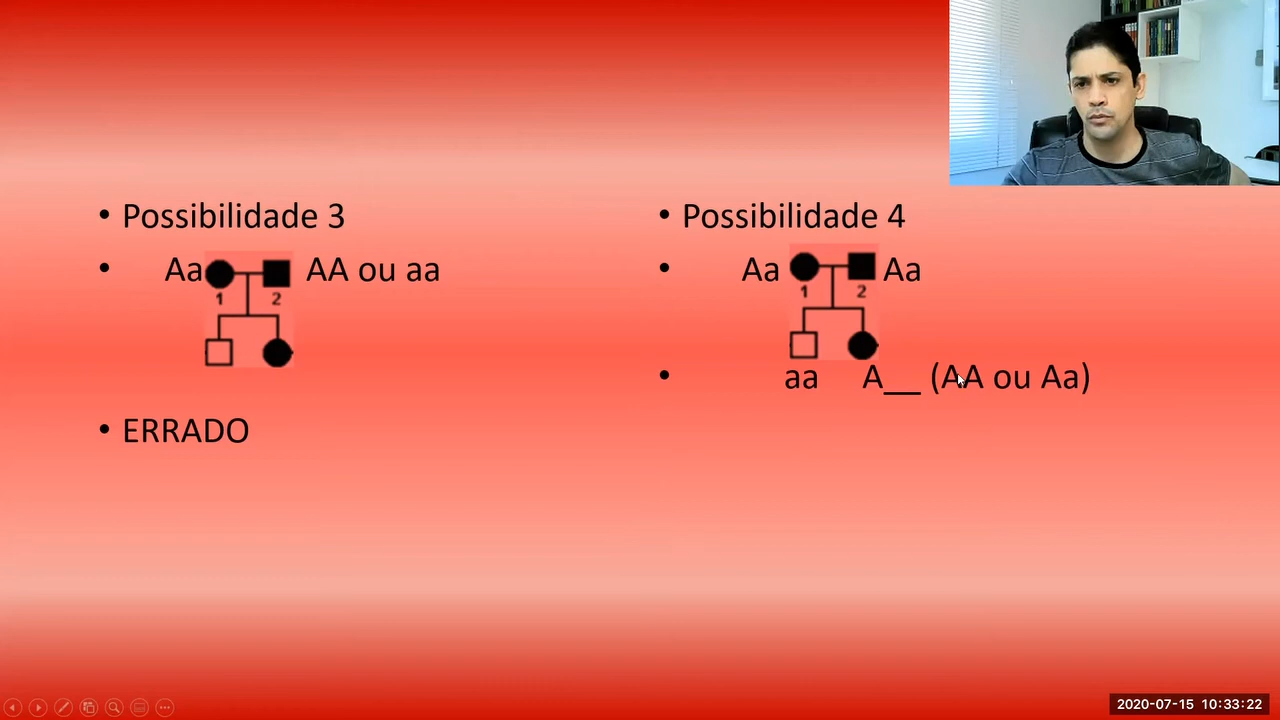 Possibilidade 3
Aa AA ou aa
1 2
ERRADO
Possibilidade 4
Aa Aa
1 2
aa A__ (AA ou Aa)
2020-07-15 10:33:22